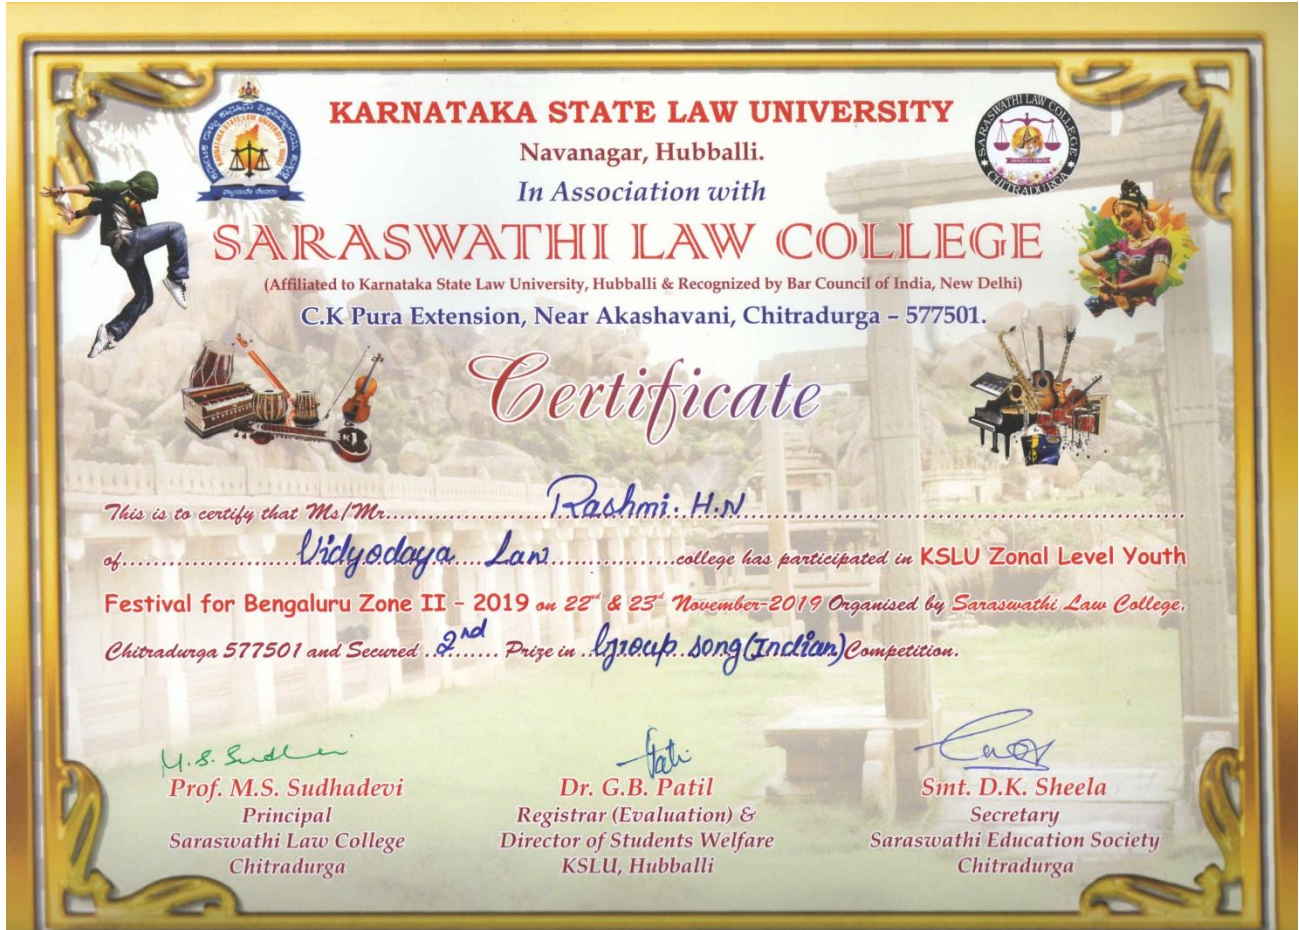 KARNATAKA STATE LAW UNIVERSITY
Navanagar, Hubballi.
In Association with
SARASWATHI LAW COLLEGE
(Affiliated to Karnataka State Law University, Hubballi & Recognized by Bar Council of India, New Delhi)
C.K Pura Extension, Near Akashavani, Chitradurga – 577501.
SARASWATHI LAW COLLEGE
CHITRADURGA
Certificate
This is to certify that Ms/Mr............Rashmi. H.N............
of............Vidyodaya Law............college has participated in KSLU Zonal Level Youth
Festival for Bengaluru Zone II – 2019 on 22nd & 23rd November-2019 Organised by Saraswathi Law College,
Chitradurga 577501 and Secured ..2nd...... Prize in ..Group song (Indian) Competition.
M.S. Sudh
Prof. M.S. Sudhadevi
Principal
Saraswathi Law College
Chitradurga
Dr. G.B. Patil
Registrar (Evaluation) &
Director of Students Welfare
KSLU, Hubballi
Smt. D.K. Sheela
Secretary
Saraswathi Education Society
Chitradurga